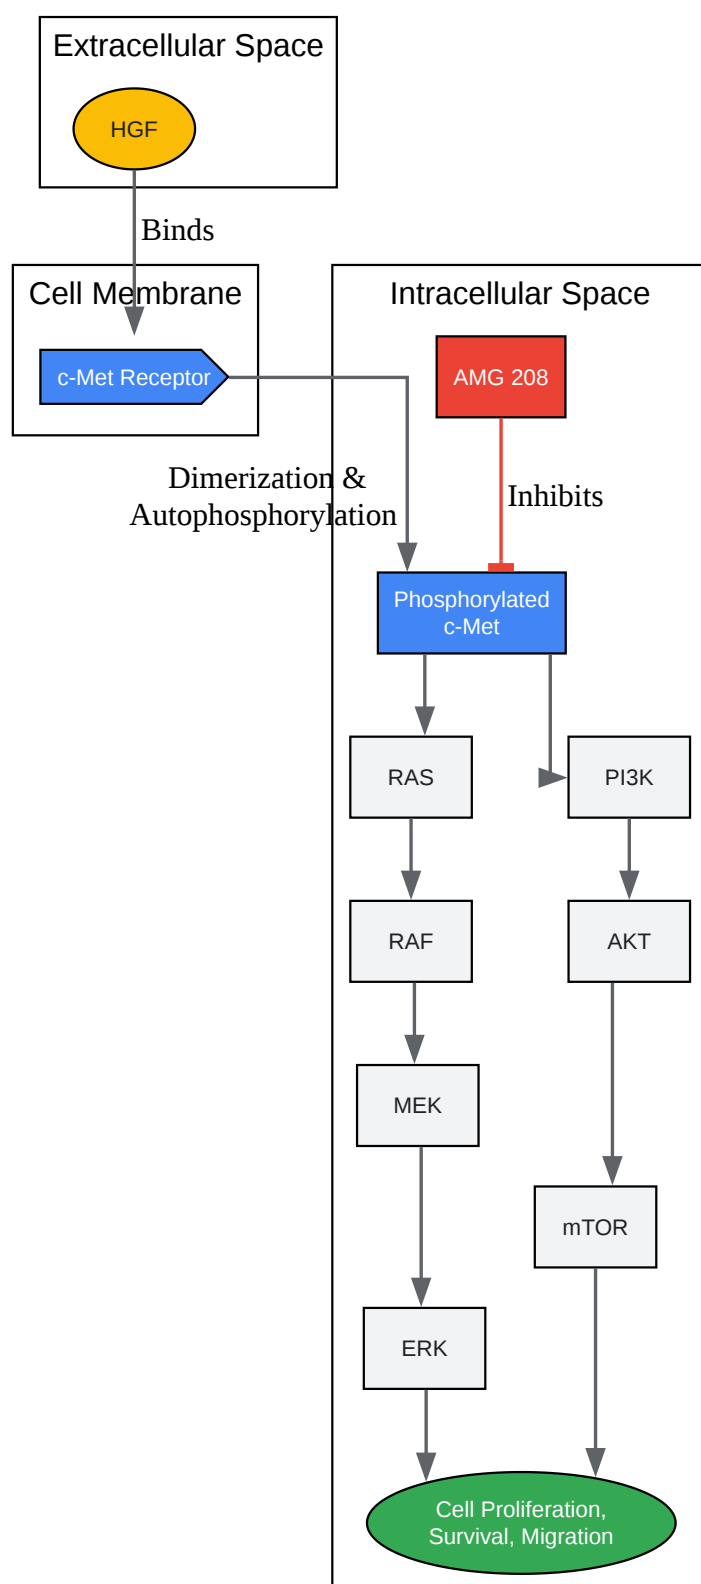 Extracellular Space
HGF
Binds
Cell Membrane
c-Met Receptor
Intracellular Space
AMG 208
Dimerization &
Autophosphorylation
Inhibits
Phosphorylated
c-Met
RAS
PI3K
RAF
AKT
MEK
mTOR
ERK
Cell Proliferation,
Survival, Migration